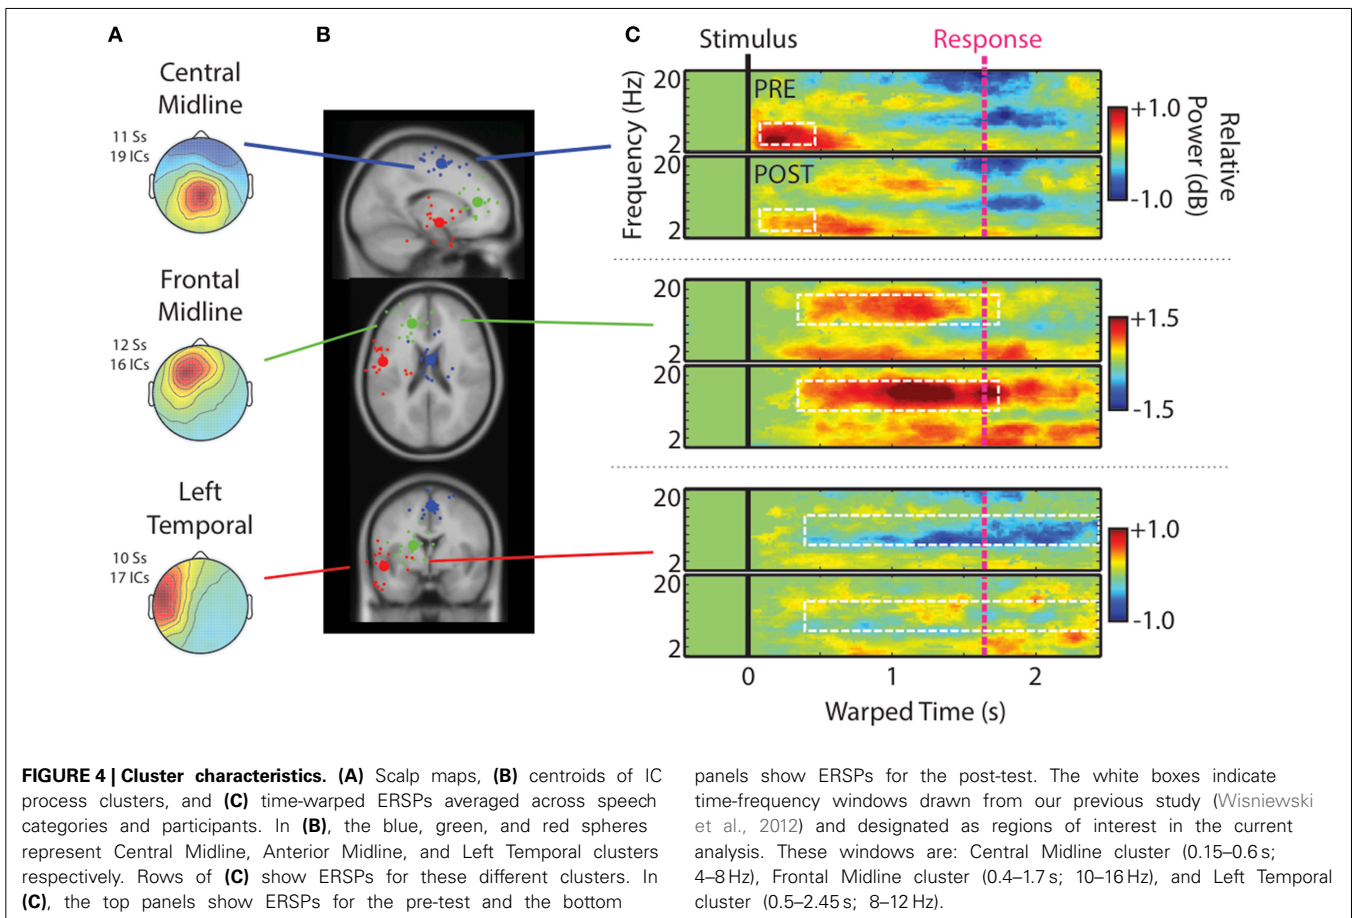 A
B
C
Stimulus
Response
Central
Midline
11 Ss
19 ICs
Frontal
Midline
12 Ss
16 ICs
Left
Temporal
10 Ss
17 ICs
Frequency (Hz)
20
PRE
2
20
POST
2
+1.0
-1.0
Relative
Power (dB)
20
2
20
2
+1.5
-1.5
20
2
20
2
+1.0
-1.0
0
1
2
Warped Time (s)
FIGURE 4 | Cluster characteristics. (A) Scalp maps, (B) centroids of IC
process clusters, and (C) time-warped ERSPs averaged across speech
categories and participants. In (B), the blue, green, and red spheres
represent Central Midline, Anterior Midline, and Left Temporal clusters
respectively. Rows of (C) show ERSPs for these different clusters. In
(C), the top panels show ERSPs for the pre-test and the bottom
panels show ERSPs for the post-test. The white boxes indicate
time-frequency windows drawn from our previous study (Wisniewski
et al., 2012) and designated as regions of interest in the current
analysis. These windows are: Central Midline cluster (0.15–0.6 s;
4–8 Hz), Frontal Midline cluster (0.4–1.7 s; 10–16 Hz), and Left Temporal
cluster (0.5–2.45 s; 8–12 Hz).